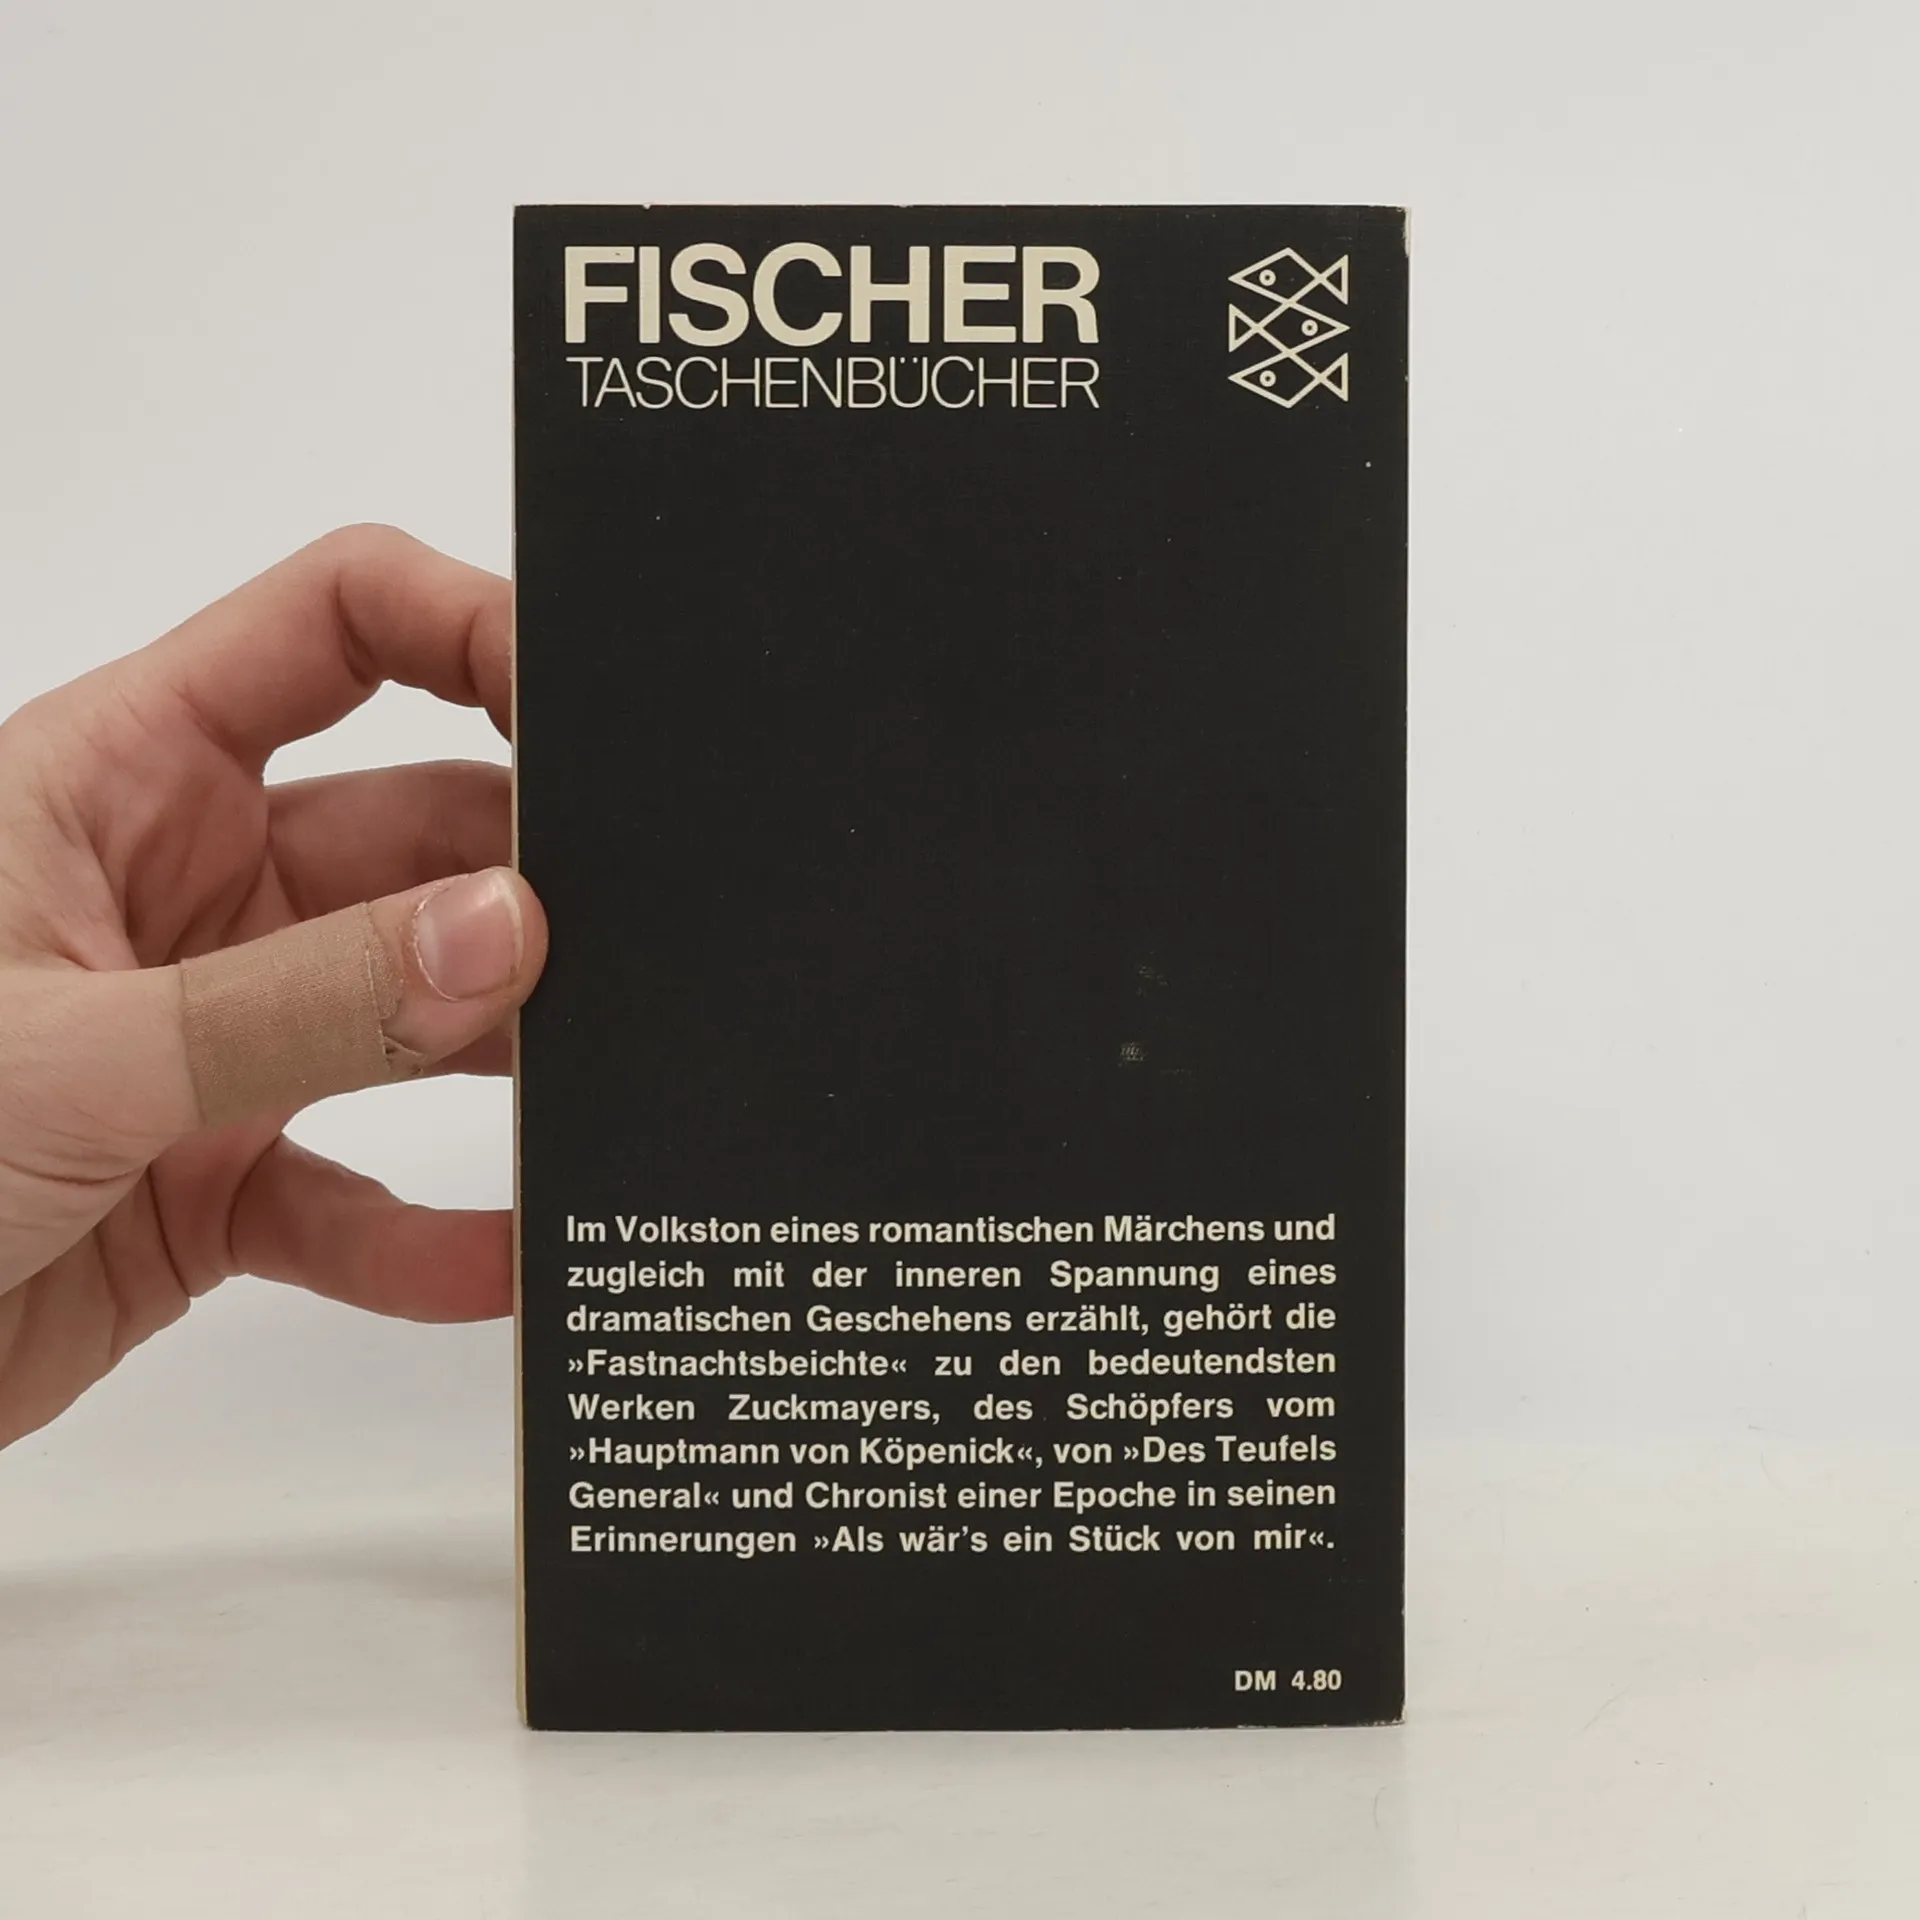 FISCHER
TASCHENBÜCHER
Im Volkston eines romantischen Märchens und
zugleich mit der inneren Spannung eines
dramatischen Geschehens erzählt, gehört die
»Fastnachtsbeichte« zu den bedeutendsten
Werken Zuckmayers, des Schöpfers vom
»Hauptmann von Köpenick«, von »Des Teufels
General« und Chronist einer Epoche in seinen
Erinnerungen »Als wär's ein Stück von mir«.
DM 4.80